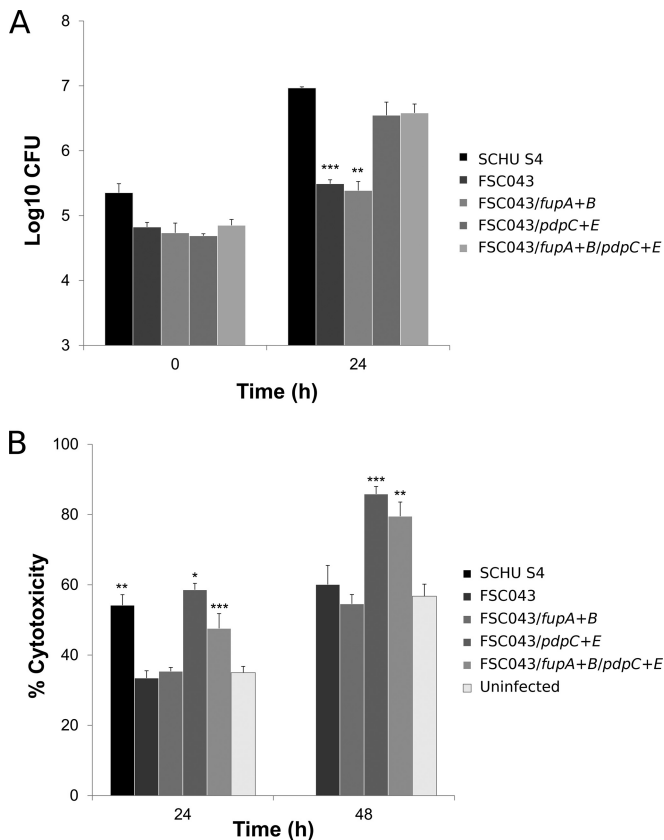 A
8
7
6
5
4
3
Log10 CFU
***
**
0
24
Time (h)
SCHU S4
FSC043
FSC043/fupA+B
FSC043/pdpC+E
FSC043/fupA+B/pdpC+E
B
100
80
60
40
20
0
% Cytotoxicity
**
*
***
***
**
24
48
Time (h)
SCHU S4
FSC043
FSC043/fupA+B
FSC043/pdpC+E
FSC043/fupA+B/pdpC+E
Uninfected